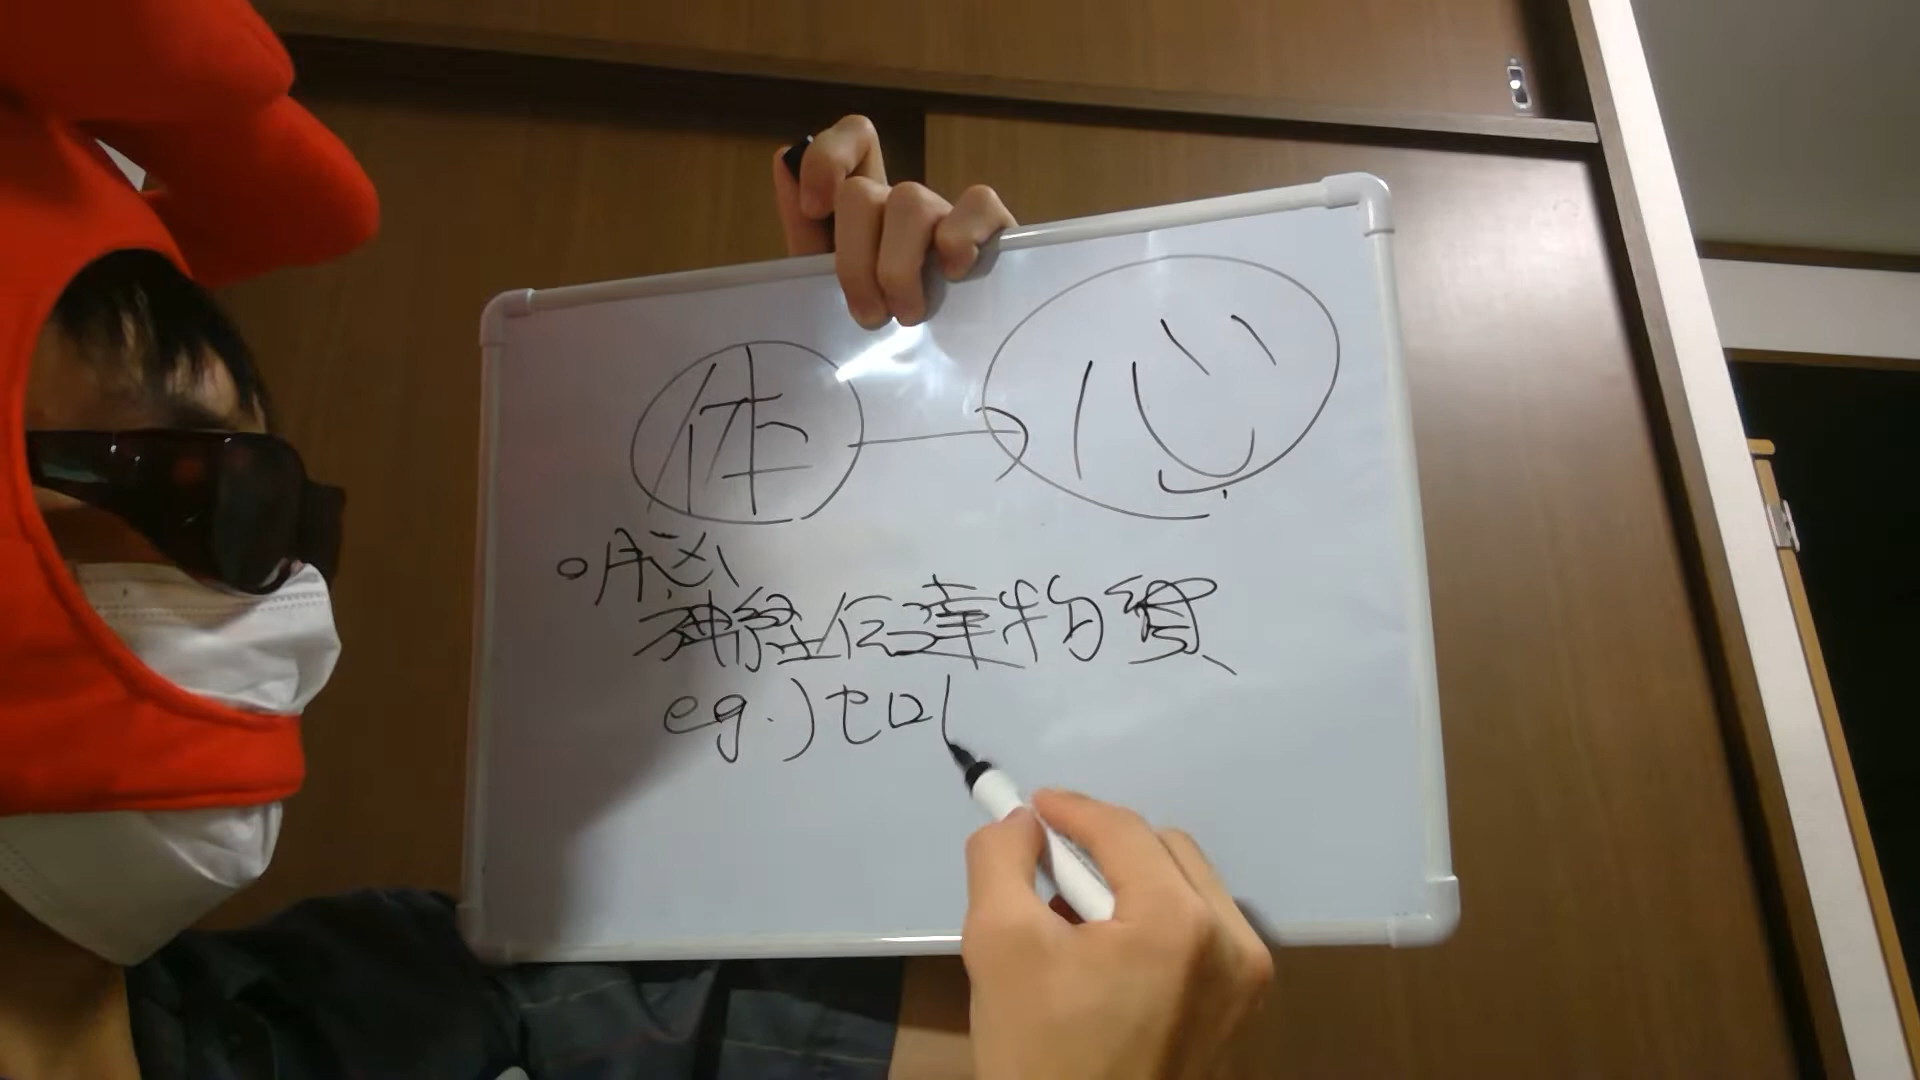 体 → 心
○脳
神経伝達物質
eg.)セロ